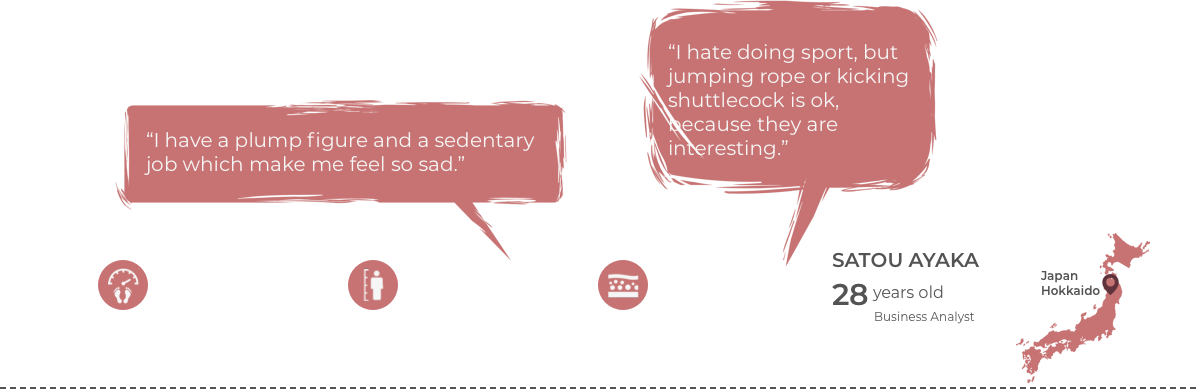 “I hate doing sport, but
jumping rope or kicking
shuttlecock is ok,
because they are
interesting.”
“I have a plump figure and a sedentary
job which make me feel so sad.”
SATOU AYAKA
28 years old
Business Analyst
Japan
Hokkaido